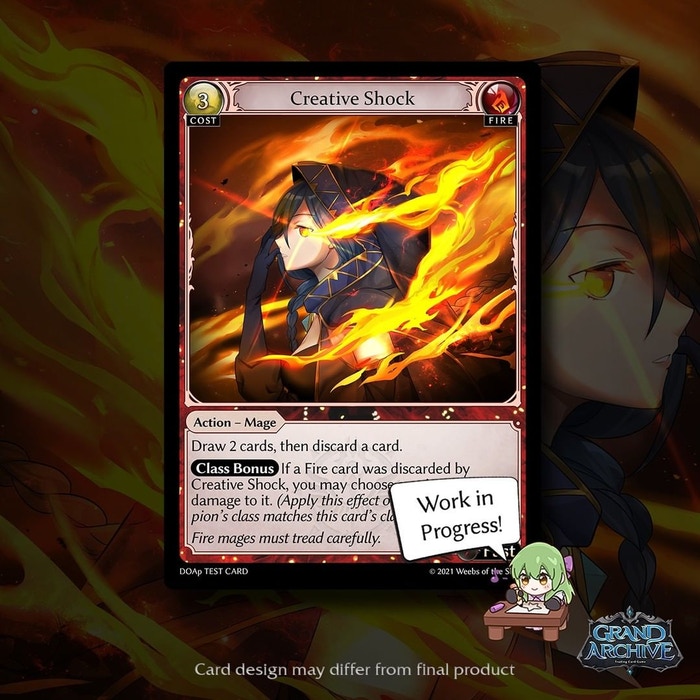 3
COST
Creative Shock
FIRE
Action – Mage
Draw 2 cards, then discard a card.
Class Bonus If a Fire card was discarded by
Creative Shock, you may choose
damage to it. (Apply this effect
pion's class matches this card's
Fire mages must tread carefully.
Work in
Progress!
DOAp TEST CARD
© 2021 Weebs of the
GRAND
ARCHIVE
Trading Card Game
Card design may differ from final product